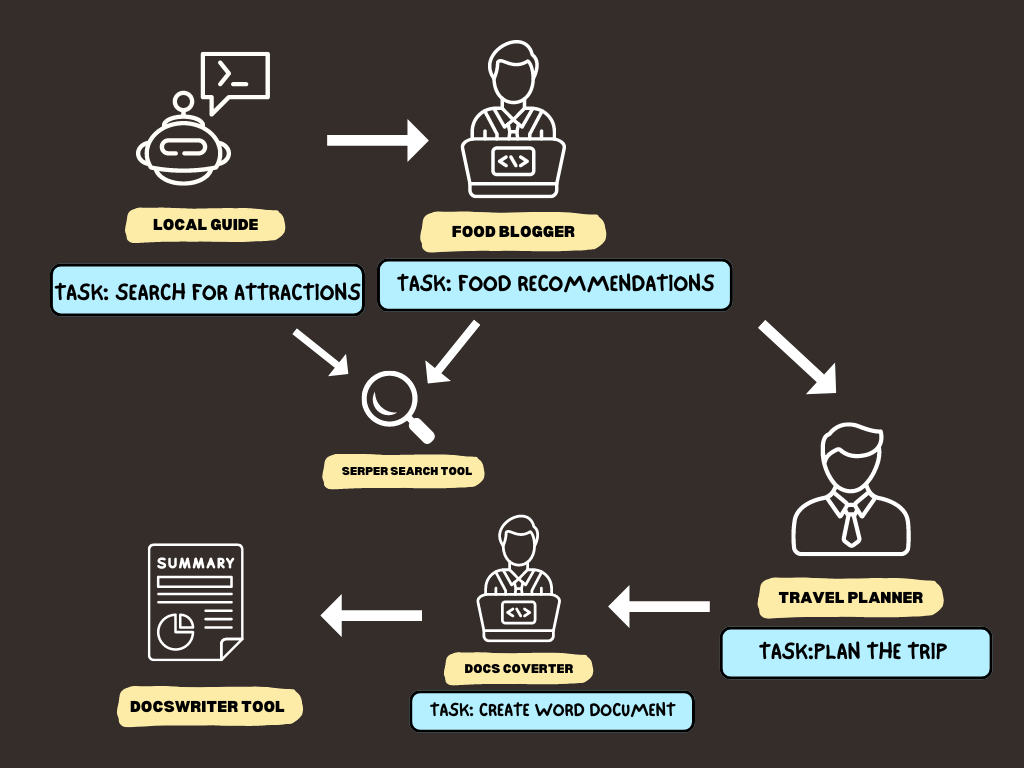 LOCAL GUIDE
FOOD BLOGGER
TASK: SEARCH FOR ATTRACTIONS
TASK: FOOD RECOMMENDATIONS
SERPER SEARCH TOOL
SUMMARY
TRAVEL PLANNER
TASK:PLAN THE TRIP
DOCS COVERTER
TASK: CREATE WORD DOCUMENT
DOCSWRITER TOOL